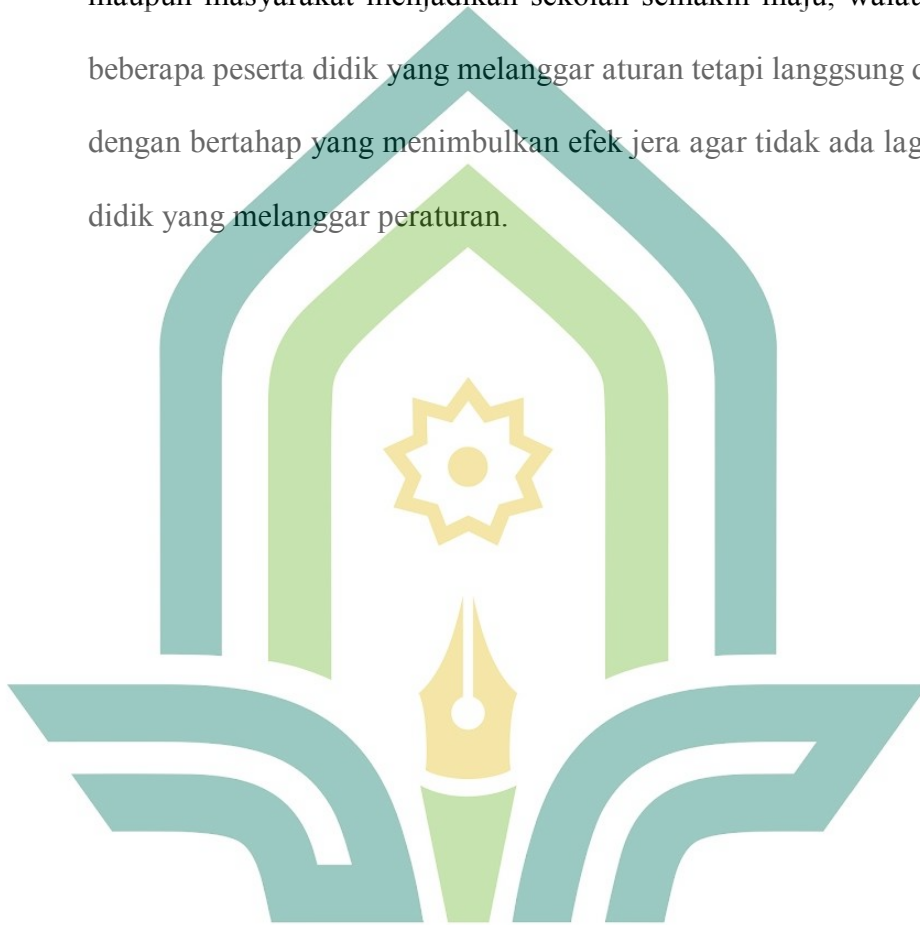 maupun masyarakat menjadikan sekolah semakin maju, walau
beberapa peserta didik yang melanggar aturan tetapi langgsung
dengan bertahap yang menimbulkan efek jera agar tidak ada
didik yang melanggar peraturan.